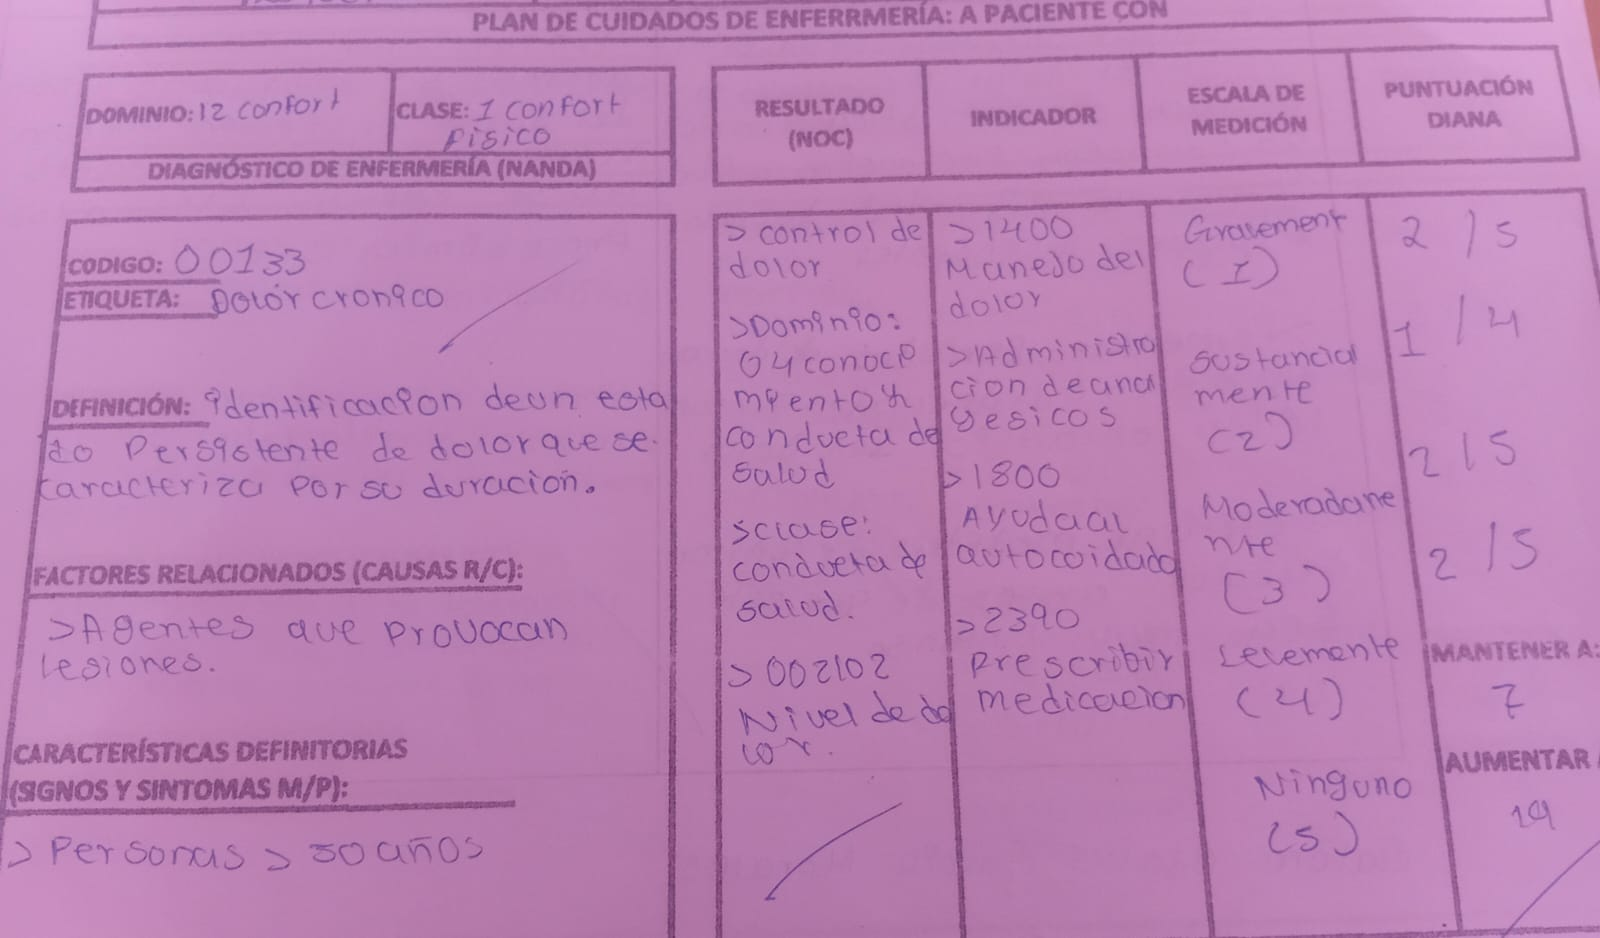 PLAN DE CUIDADOS DE ENFERRMERÍA: A PACIENTE CON
DOMINIO: 12 confort
CLASE: 1 confort
Fisico
DIAGNÓSTICO DE ENFERMERÍA (NANDA)
CODIGO: 00133
ETIQUETA: Dolor cronico
DEFINICIÓN: identificacion de un esta
do Persistente de dolor que se
caracteriza Por su duracion.
FACTORES RELACIONADOS (CAUSAS R/C):
>Agentes que provocan
lesiones.
CARACTERÍSTICAS DEFINITORIAS
(SIGNOS Y SINTOMAS M/P):
> Personas > 50 años
RESULTADO
(NOC)
> control de
dolor
>Dominio:
04 conoci
miento y
conducta de
salud
>clase:
conducta de
salud.
> 002102
Nivel de do
lor.
INDICADOR
>1400
Manejo del
dolor
>Administra
cion de anal
gesicos
>1800
Ayuda al
autocuidado
>2390
Prescribir
medicacion
ESCALA DE
MEDICIÓN
Gravement
(1)
Sustancial
mente
(2)
Moderadame
nte
(3)
Levemente
(4)
Ninguno
(5)
PUNTUACIÓN
DIANA
2 / 5
1 / 4
2 / 5
2 / 5
MANTENER A:
7
AUMENTAR
19